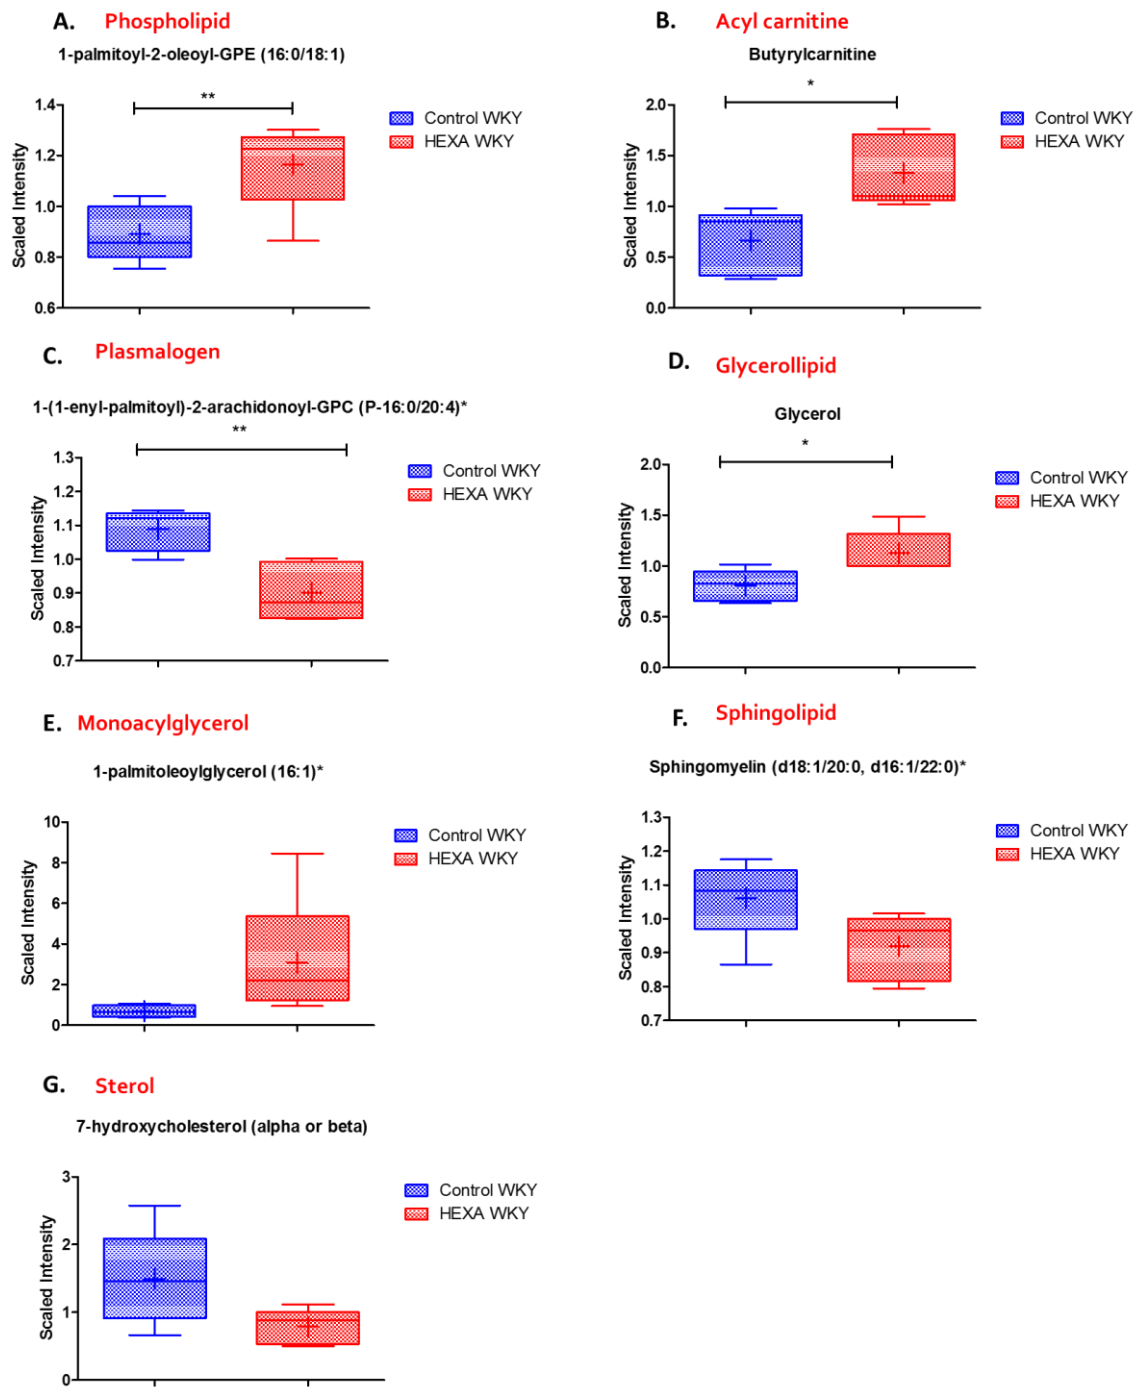 A. Phospholipid
1-palmitoyl-2-oleoyl-GPE (16:0/18:1)
**
Scaled Intensity
1.4
1.2
1.0
0.8
0.6
Control WKY
HEXA WKY
B. Acyl carnitine
Butyrylcarnitine
*
Scaled Intensity
2.0
1.5
1.0
0.5
0.0
Control WKY
HEXA WKY
C. Plasmalogen
1-(1-enyl-palmitoyl)-2-arachidonoyl-GPC (P-16:0/20:4)*
**
Scaled Intensity
1.3
1.2
1.1
1.0
0.9
0.8
0.7
Control WKY
HEXA WKY
D. Glycerollipid
Glycerol
*
Scaled Intensity
2.0
1.5
1.0
0.5
0.0
Control WKY
HEXA WKY
E. Monoacylglycerol
1-palmitoleoylglycerol (16:1)*
Scaled Intensity
10
8
6
4
2
0
Control WKY
HEXA WKY
F. Sphingolipid
Sphingomyelin (d18:1/20:0, d16:1/22:0)*
Scaled Intensity
1.3
1.2
1.1
1.0
0.9
0.8
0.7
Control WKY
HEXA WKY
G. Sterol
7-hydroxycholesterol (alpha or beta)
Scaled Intensity
3
2
1
0
Control WKY
HEXA WKY